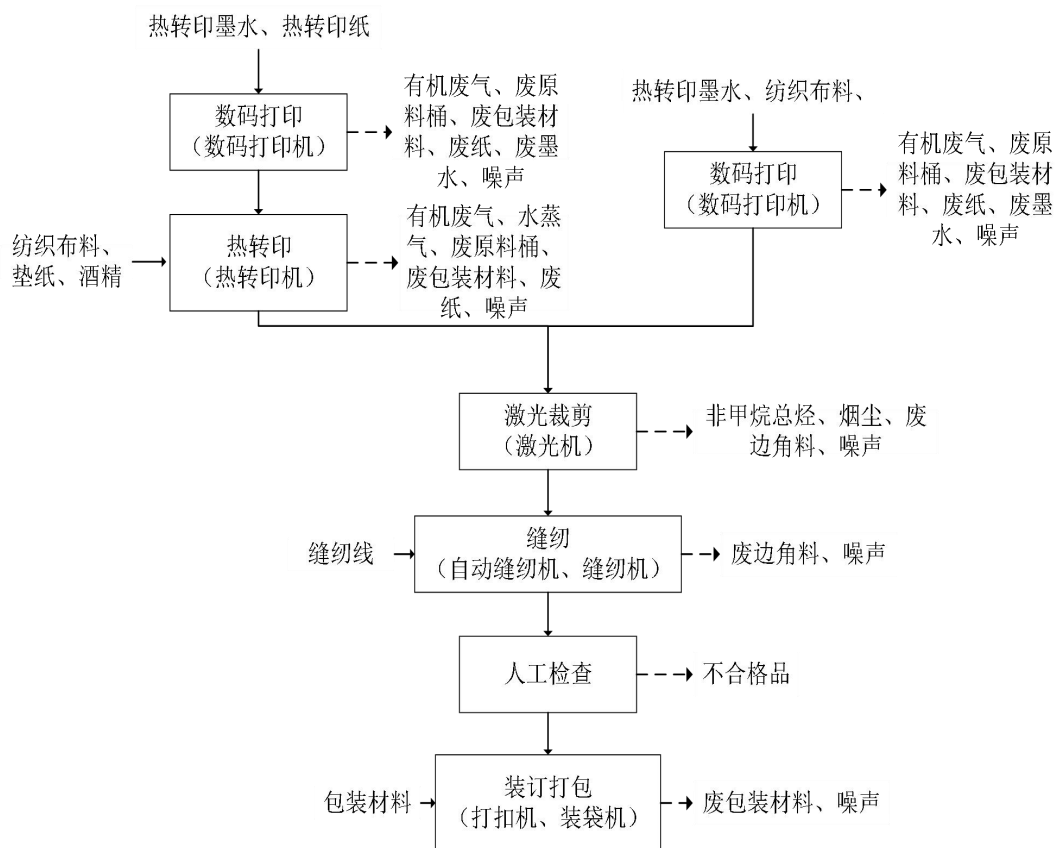 热转印墨水、热转印纸
数码打印
（数码打印机）
有机废气、废原
料桶、废包装材
料、废纸、废墨
水、噪声
热转印墨水、纺织布料、
数码打印
（数码打印机）
有机废气、废原
料桶、废包装材
料、废纸、废墨
水、噪声
纺织布料、
垫纸、酒精
热转印
（热转印机）
有机废气、水蒸
气、废原料桶、
废包装材料、废
纸、噪声
激光裁剪
（激光机）
非甲烷总烃、烟尘、废
边角料、噪声
缝纫线
缝纫
（自动缝纫机、缝纫机）
废边角料、噪声
人工检查
不合格品
包装材料
装订打包
（打扣机、装袋机）
废包装材料、噪声